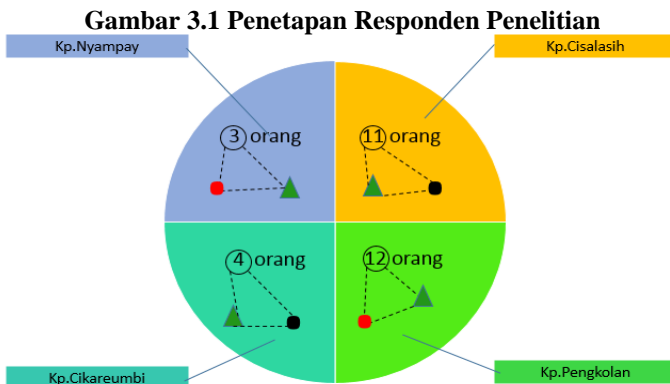 Gambar 3.1 Penetapan Responden Penelitian
Kp.Nyampay
Kp.Cisalasih
3 orang
11 orang
4 orang
12 orang
Kp.Cikareumbi
Kp.Pengkolan